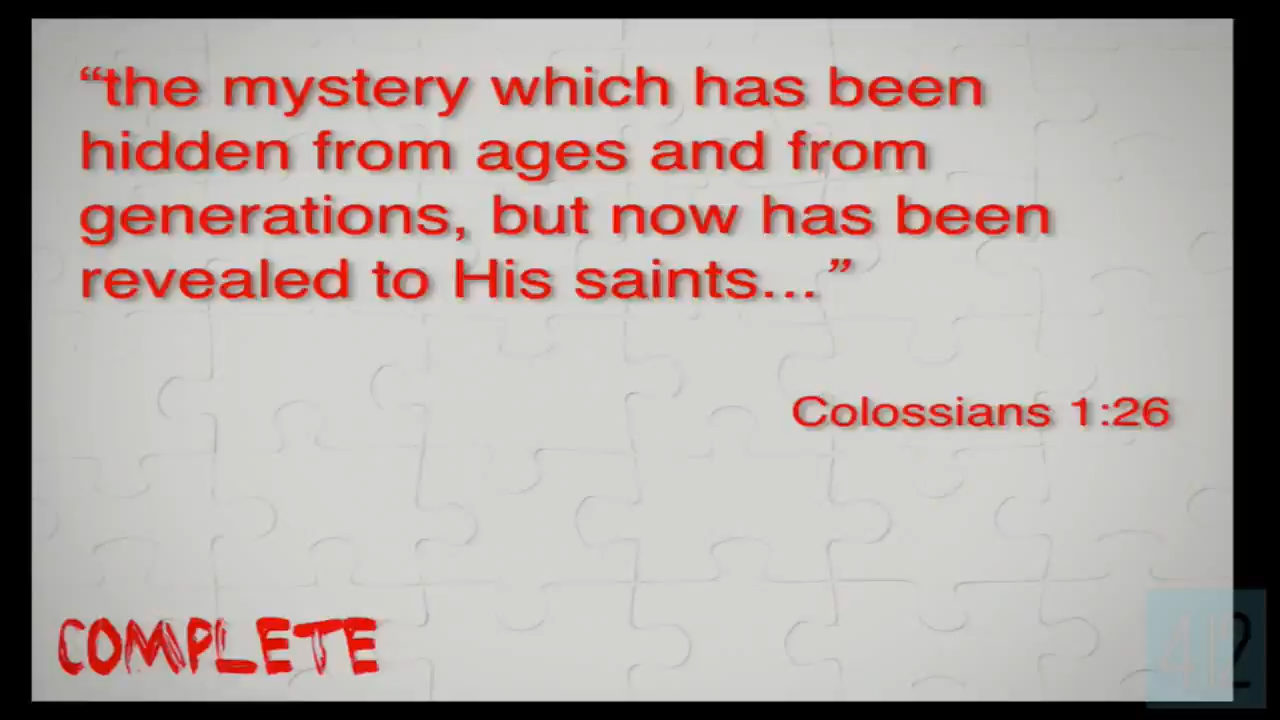 “the mystery which has been
hidden from ages and from
generations, but now has been
revealed to His saints...”
Colossians 1:26
COMPLETE